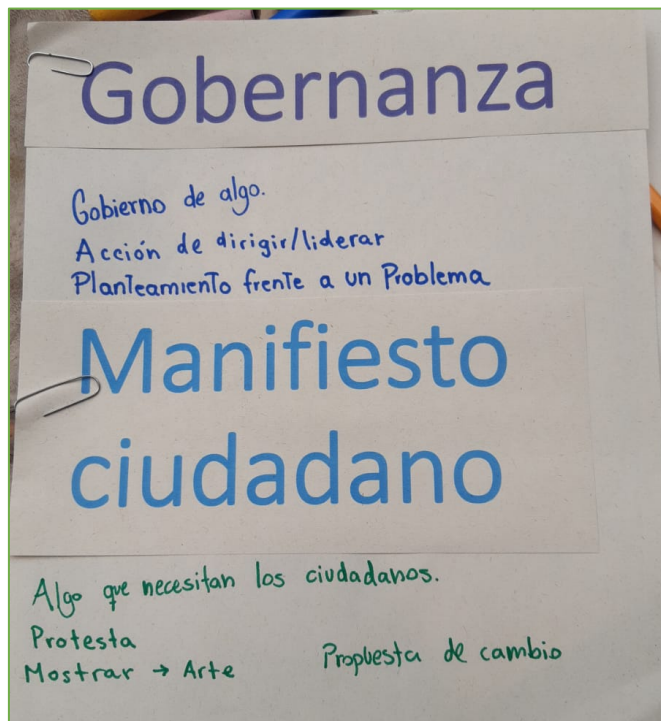 Gobernanza
Gobierno de algo.
Acción de dirigir/liderar
Planteamiento frente a un Problema
Manifiesto
ciudadano
Algo que necesitan los ciudadanos.
Protesta
Mostrar → Arte
Propuesta de cambio